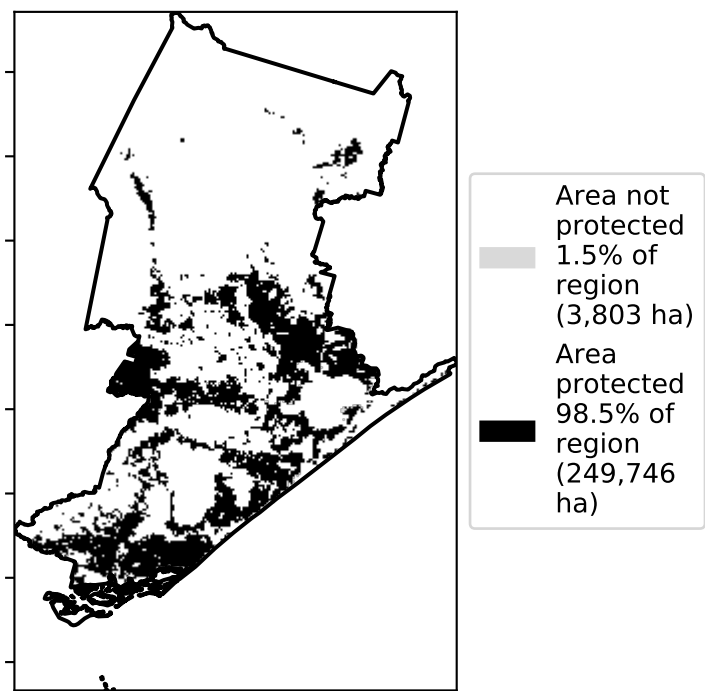 Area not
protected
1.5% of
region
(3,803 ha)
Area
protected
98.5% of
region
(249,746
ha)